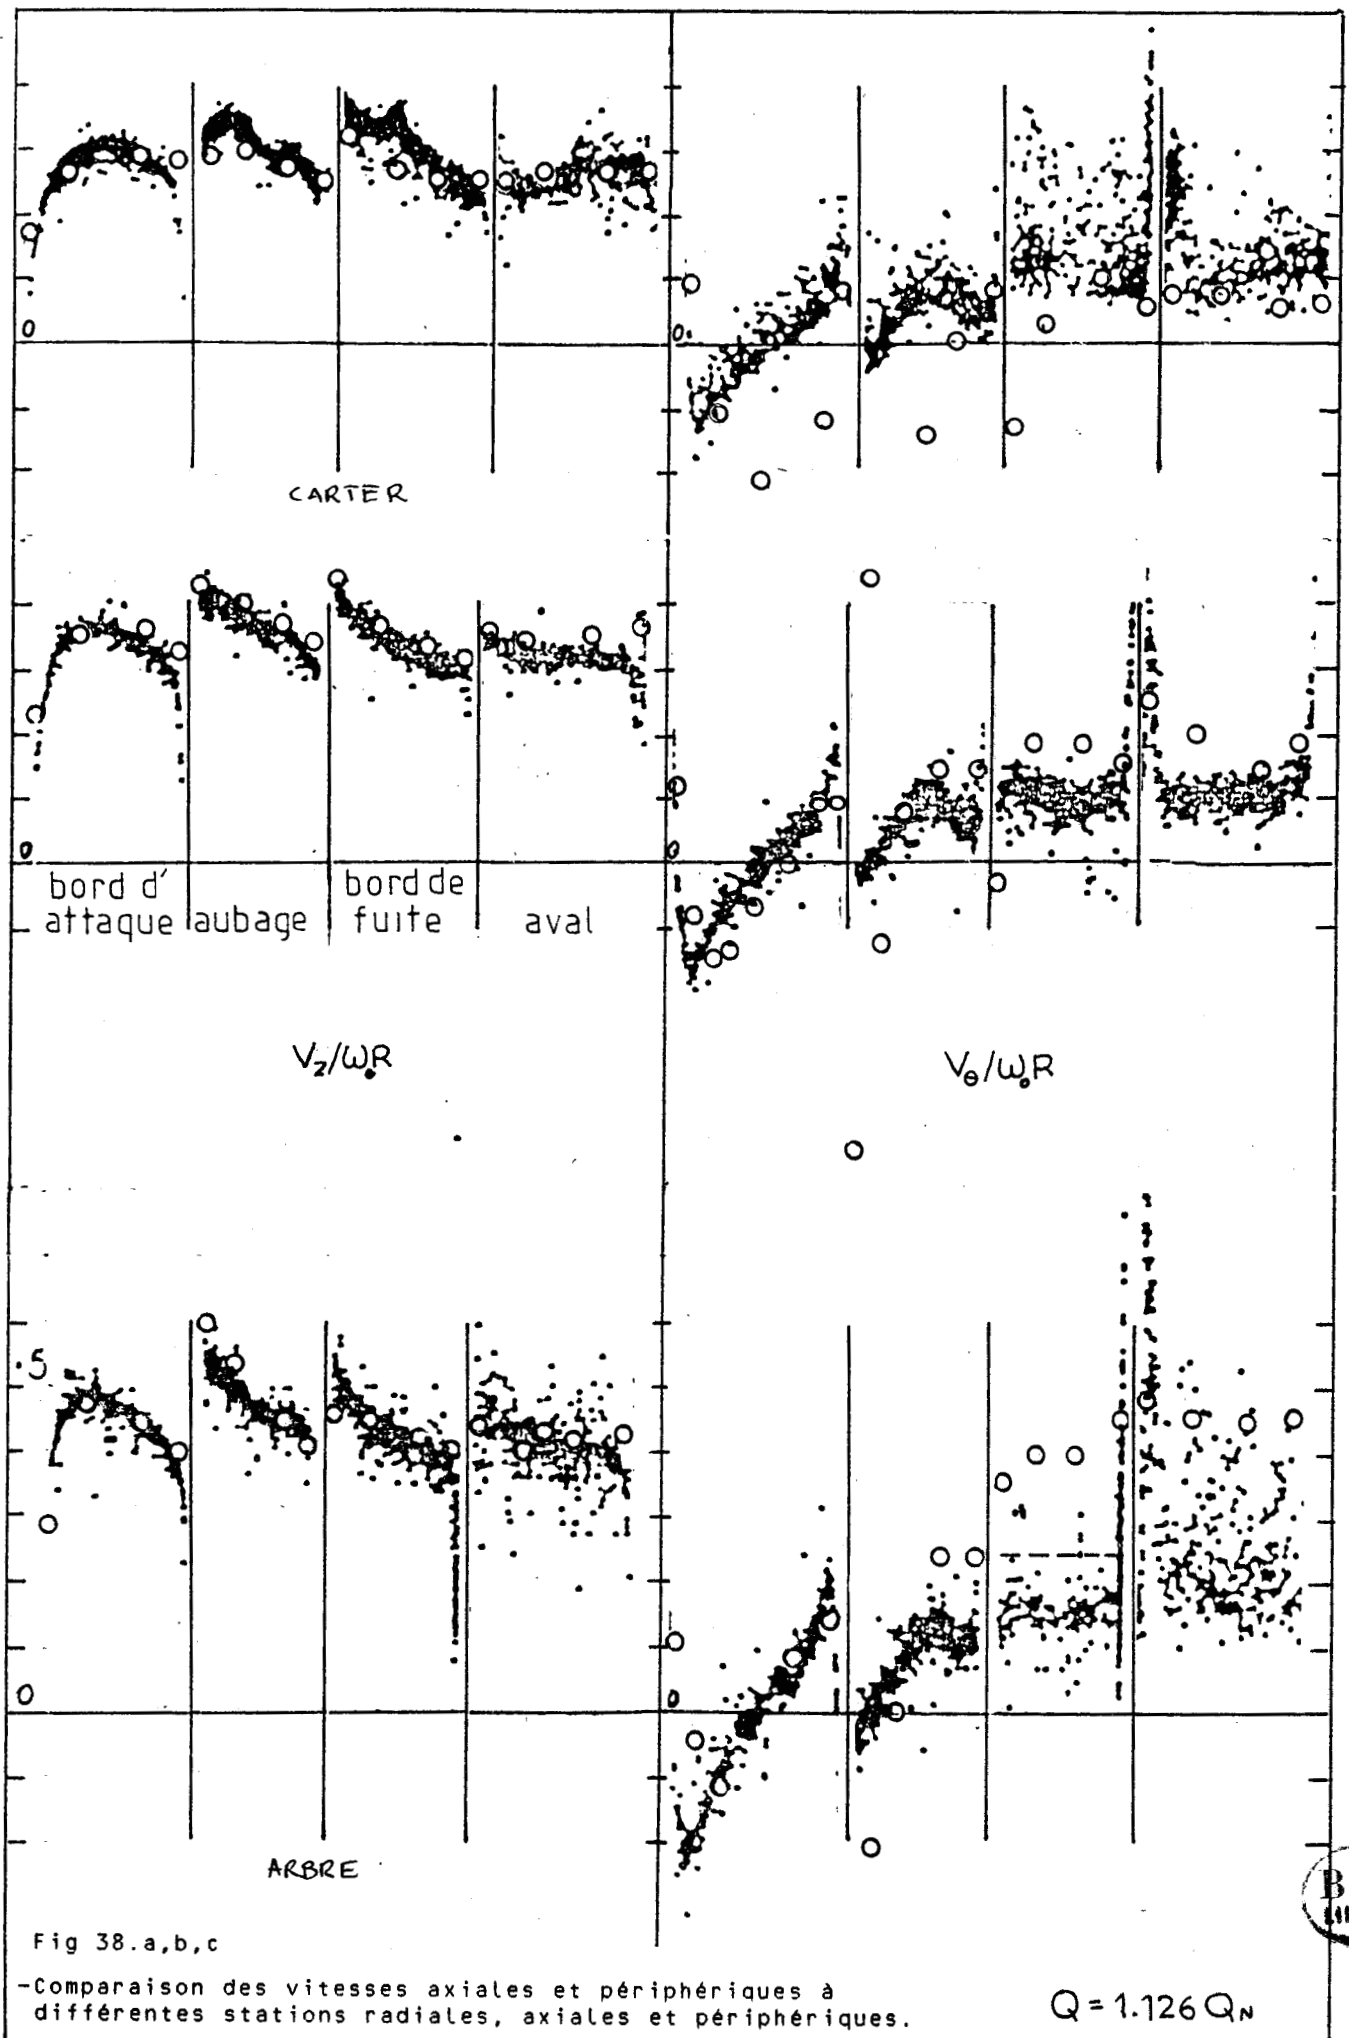 0
0.
CARTER
0
0
bord d'
attaque
aubage
bord de
fuite
aval
Vz/ω₀R
Vθ/ω₀R
.5
0
0
ARBRE
Fig 38.a,b,c
-Comparaison des vitesses axiales et périphériques à
différentes stations radiales, axiales et périphériques.
Q = 1.126 QN
B